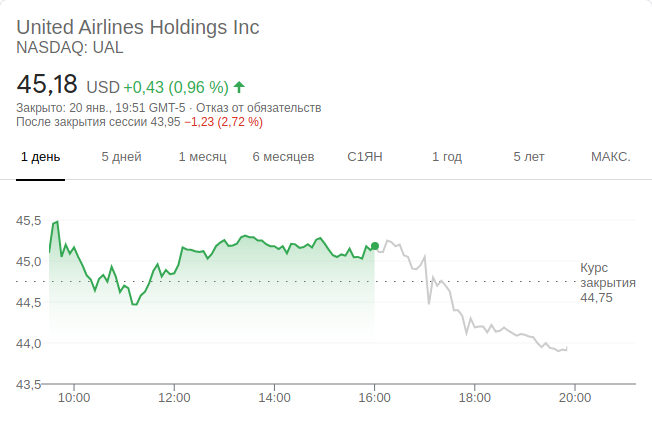 United Airlines Holdings Inc
NASDAQ: UAL
45,18 USD +0,43 (0,96 %)
Закрыто: 20 янв., 19:51 GMT-5 · Отказ от обязательств
После закрытия сессии 43,95 −1,23 (2,72 %)
1 день 5 дней 1 месяц 6 месяцев С1ЯН 1 год 5 лет МАКС.
45,5
45,0
44,5
44,0
43,5
Курс
закрытия
44,75
10:00 12:00 14:00 16:00 18:00 20:00